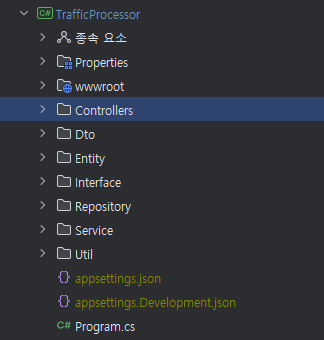 C# TrafficProcessor
종속 요소
Properties
wwwroot
Controllers
Dto
Entity
Interface
Repository
Service
Util
{} appsettings.json
{} appsettings.Development.json
C# Program.cs